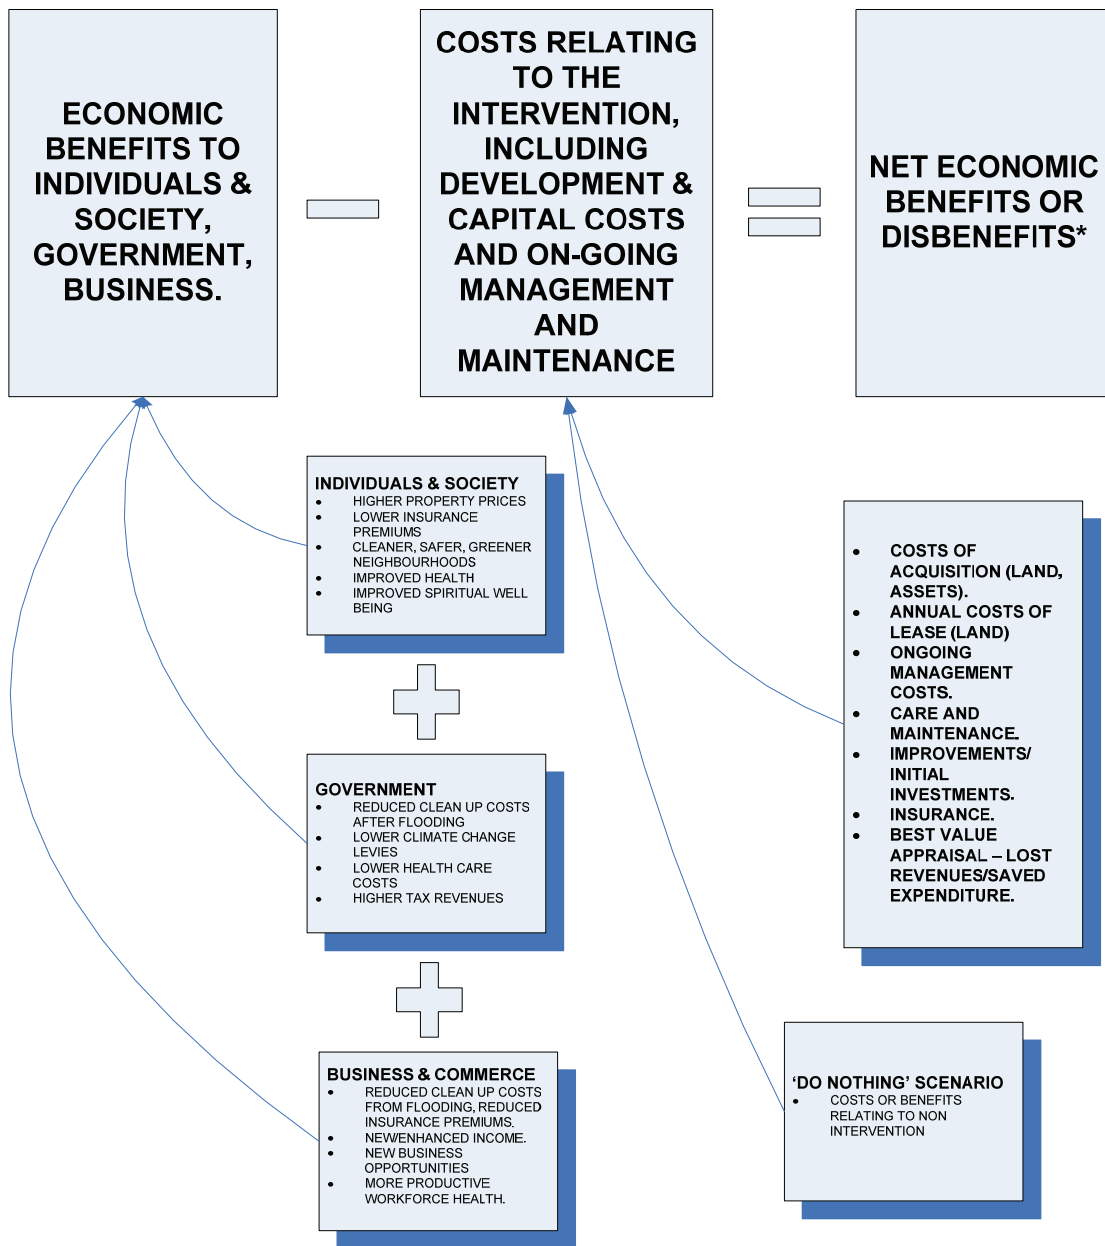 ECONOMIC
BENEFITS TO
INDIVIDUALS &
SOCIETY,
GOVERNMENT,
BUSINESS.
COSTS RELATING
TO THE
INTERVENTION,
INCLUDING
DEVELOPMENT &
CAPITAL COSTS
AND ON-GOING
MANAGEMENT
AND
MAINTENANCE
NET ECONOMIC
BENEFITS OR
DISBENEFITS*
INDIVIDUALS & SOCIETY
• HIGHER PROPERTY PRICES
• LOWER INSURANCE
PREMIUMS
• CLEANER, SAFER, GREENER
NEIGHBOURHOODS
• IMPROVED HEALTH
• IMPROVED SPIRITUAL WELL
BEING
GOVERNMENT
• REDUCED CLEAN UP COSTS
AFTER FLOODING
• LOWER CLIMATE CHANGE
LEVIES
• LOWER HEALTH CARE
COSTS
• HIGHER TAX REVENUES
BUSINESS & COMMERCE
• REDUCED CLEAN UP COSTS
FROM FLOODING, REDUCED
INSURANCE PREMIUMS.
• NEW/ENHANCED INCOME.
• NEW BUSINESS
OPPORTUNITIES
• MORE PRODUCTIVE
WORKFORCE HEALTH.
• COSTS OF
ACQUISITION (LAND,
ASSETS).
• ANNUAL COSTS OF
LEASE (LAND)
• ONGOING
MANAGEMENT
COSTS.
• CARE AND
MAINTENANCE.
• IMPROVEMENTS/
INITIAL
INVESTMENTS.
• INSURANCE.
• BEST VALUE
APPRAISAL – LOST
REVENUES/SAVED
EXPENDITURE.
'DO NOTHING' SCENARIO
• COSTS OR BENEFITS
RELATING TO NON
INTERVENTION